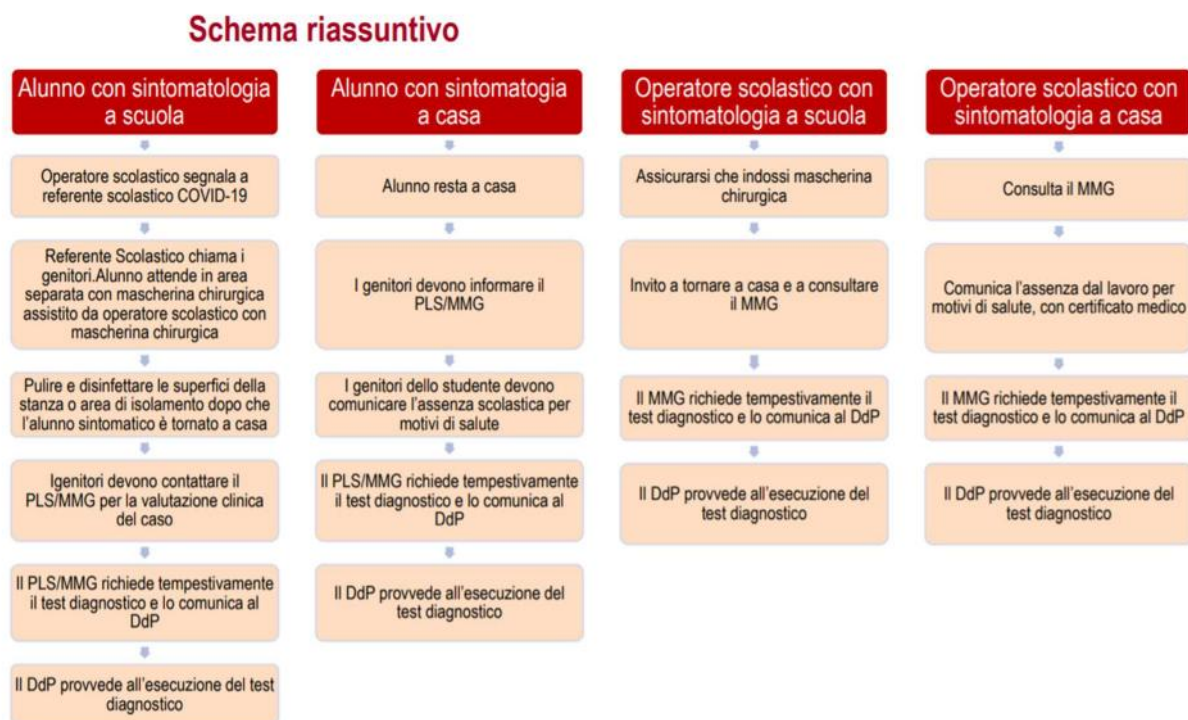 Schema riassuntivo
Alunno con sintomatologia
a scuola
Operatore scolastico segnala a
referente scolastico COVID-19
Referente Scolastico chiama i
genitori.Alunno attende in area
separata con mascherina chirurgica
assistito da operatore scolastico con
mascherina chirurgica
Pulire e disinfettare le superfici della
stanza o area di isolamento dopo che
l'alunno sintomatico è tornato a casa
Igenitori devono contattare il
PLS/MMG per la valutazione clinica
del caso
Il PLS/MMG richiede tempestivamente
il test diagnostico e lo comunica al
DdP
Il DdP provvede all'esecuzione del test
diagnostico
Alunno con sintomatogia
a casa
Alunno resta a casa
I genitori devono informare il
PLS/MMG
I genitori dello studente devono
comunicare l'assenza scolastica per
motivi di salute
Il PLS/MMG richiede tempestivamente
il test diagnostico e lo comunica al
DdP
Il DdP provvede all'esecuzione del
test diagnostico
Operatore scolastico con
sintomatologia a scuola
Assicurarsi che indossi mascherina
chirurgica
Invito a tornare a casa e a consultare
il MMG
Il MMG richiede tempestivamente il
test diagnostico e lo comunica al DdP
Il DdP provvede all'esecuzione del
test diagnostico
Operatore scolastico con
sintomatologia a casa
Consulta il MMG
Comunica l'assenza dal lavoro per
motivi di salute, con certificato medico
Il MMG richiede tempestivamente il
test diagnostico e lo comunica al DdP
Il DdP provvede all'esecuzione del
test diagnostico